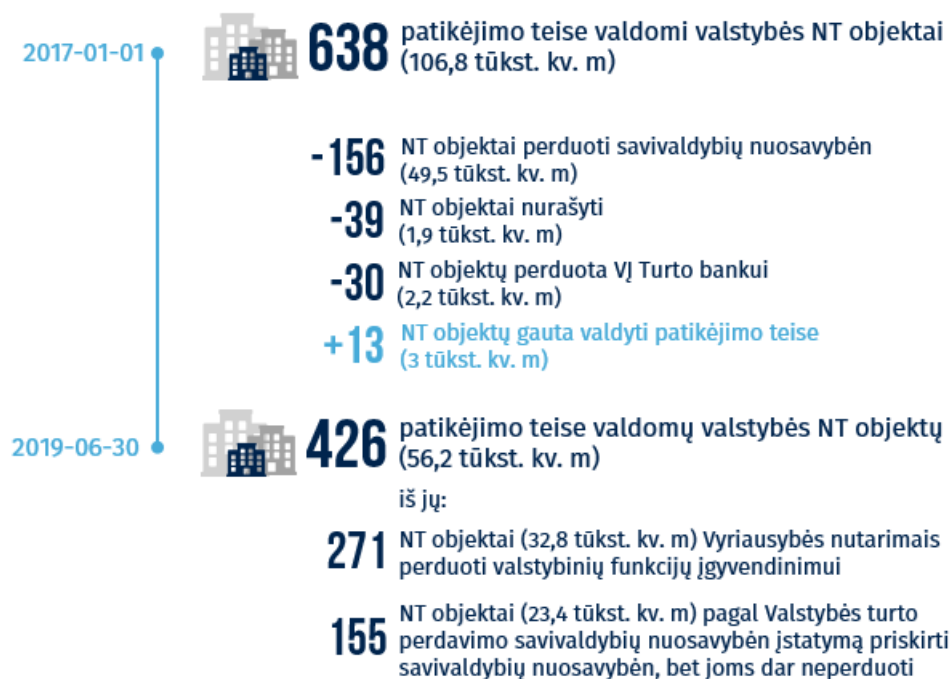 2017-01-01
638 patikėjimo teise valdomi valstybės NT objektai
(106,8 tūkst. kv. m)
-156 NT objektai perduoti savivaldybių nuosavybėn
(49,5 tūkst. kv. m)
-39 NT objektai nurašyti
(1,9 tūkst. kv. m)
-30 NT objektų perduota VĮ Turto bankui
(2,2 tūkst. kv. m)
+13 NT objektų gauta valdyti patikėjimo teise
(3 tūkst. kv. m)
2019-06-30
426 patikėjimo teise valdomų valstybės NT objektų
(56,2 tūkst. kv. m)
iš jų:
271 NT objektai (32,8 tūkst. kv. m) Vyriausybės nutarimais
perduoti valstybinių funkcijų įgyvendinimui
155 NT objektai (23,4 tūkst. kv. m) pagal Valstybės turto
perdavimo savivaldybių nuosavybėn įstatymą priskirti
savivaldybių nuosavybėn, bet joms dar neperduoti